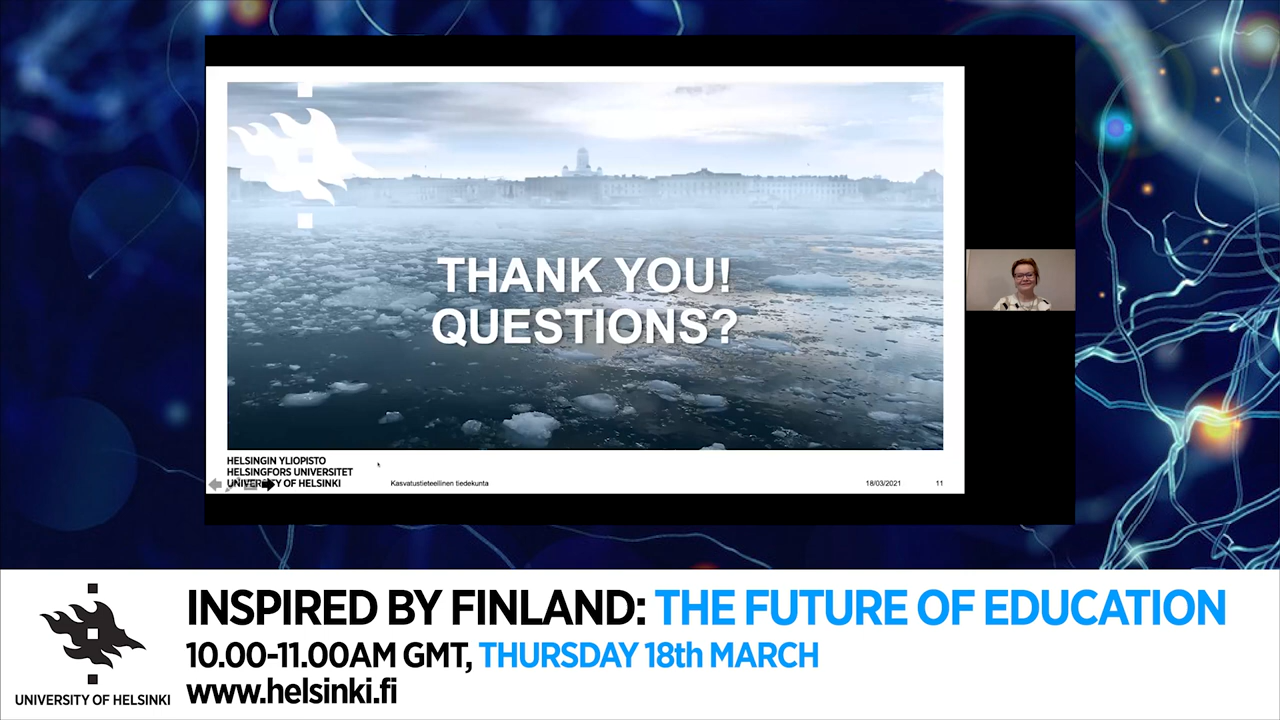 THANK YOU!
QUESTIONS?
HELSINGIN YLIOPISTO
HELSINGFORS UNIVERSITET
UNIVERSITY OF HELSINKI
Kasvatustieteellinen tiedekunta
18/03/2021
11
INSPIRED BY FINLAND: THE FUTURE OF EDUCATION
10.00-11.00AM GMT, THURSDAY 18th MARCH
www.helsinki.fi
UNIVERSITY OF HELSINKI